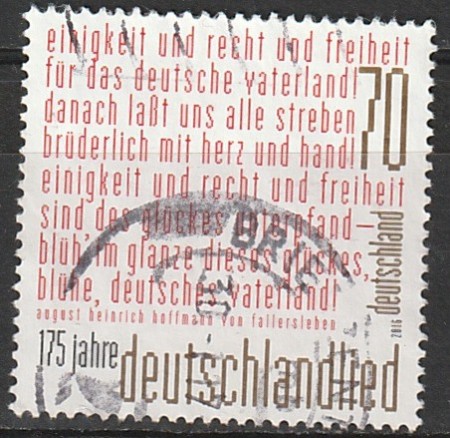 einigkeit und recht und freiheit
für das deutsche vaterland!
danach laßt uns alle streben
brüderlich mit herz und hand!
einigkeit und recht und freiheit
sind des glückes unterpfand—
blüh' im glanze dieses glückes,
blühe, deutsches vaterland!
august heinrich hoffmann von fallersleben
70
deutschland
2016
175 jahre deutschlandlied
BRIE